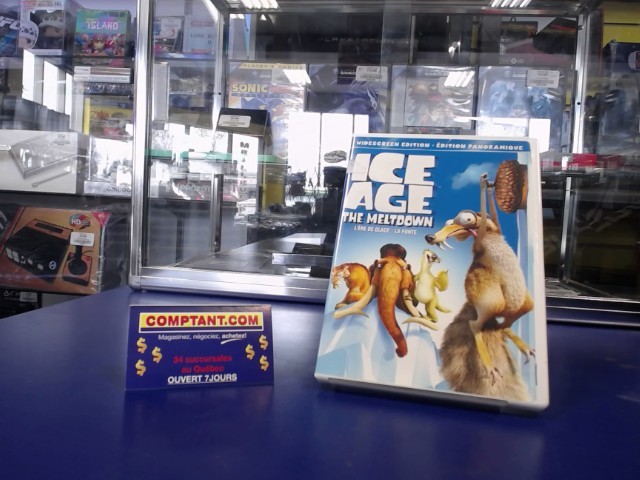 ISLAND
SONIC
HD
WIDESCREEN EDITION • ÉDITION PANORAMIQUE
ICE
AGE
THE MELTDOWN
L'ÂGE DE GLACE LA FONTE
COMPTANT.COM
Magasinez, négociez, achetez!
34 succursales
au Québec
OUVERT 7JOURS